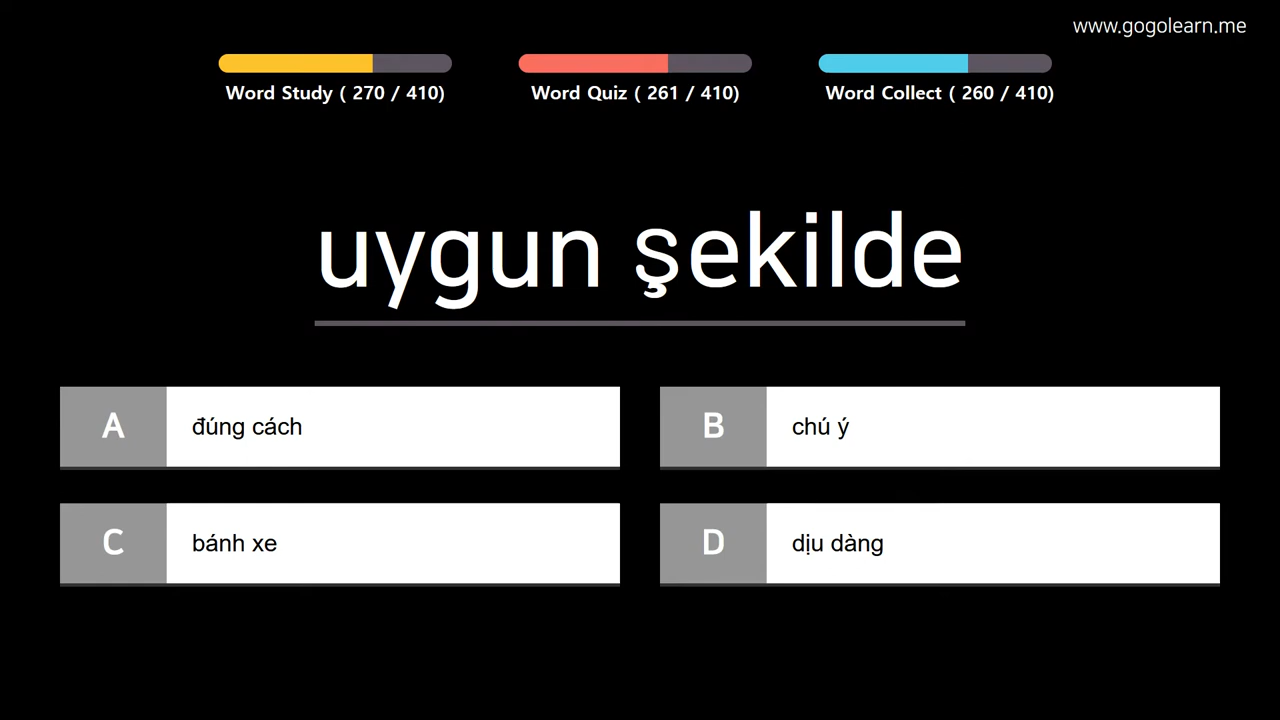 www.gogolearn.me
Word Study ( 270 / 410)
Word Quiz ( 261 / 410)
Word Collect ( 260 / 410)
uygun şekilde
A đúng cách
B chú ý
C bánh xe
D dịu dàng